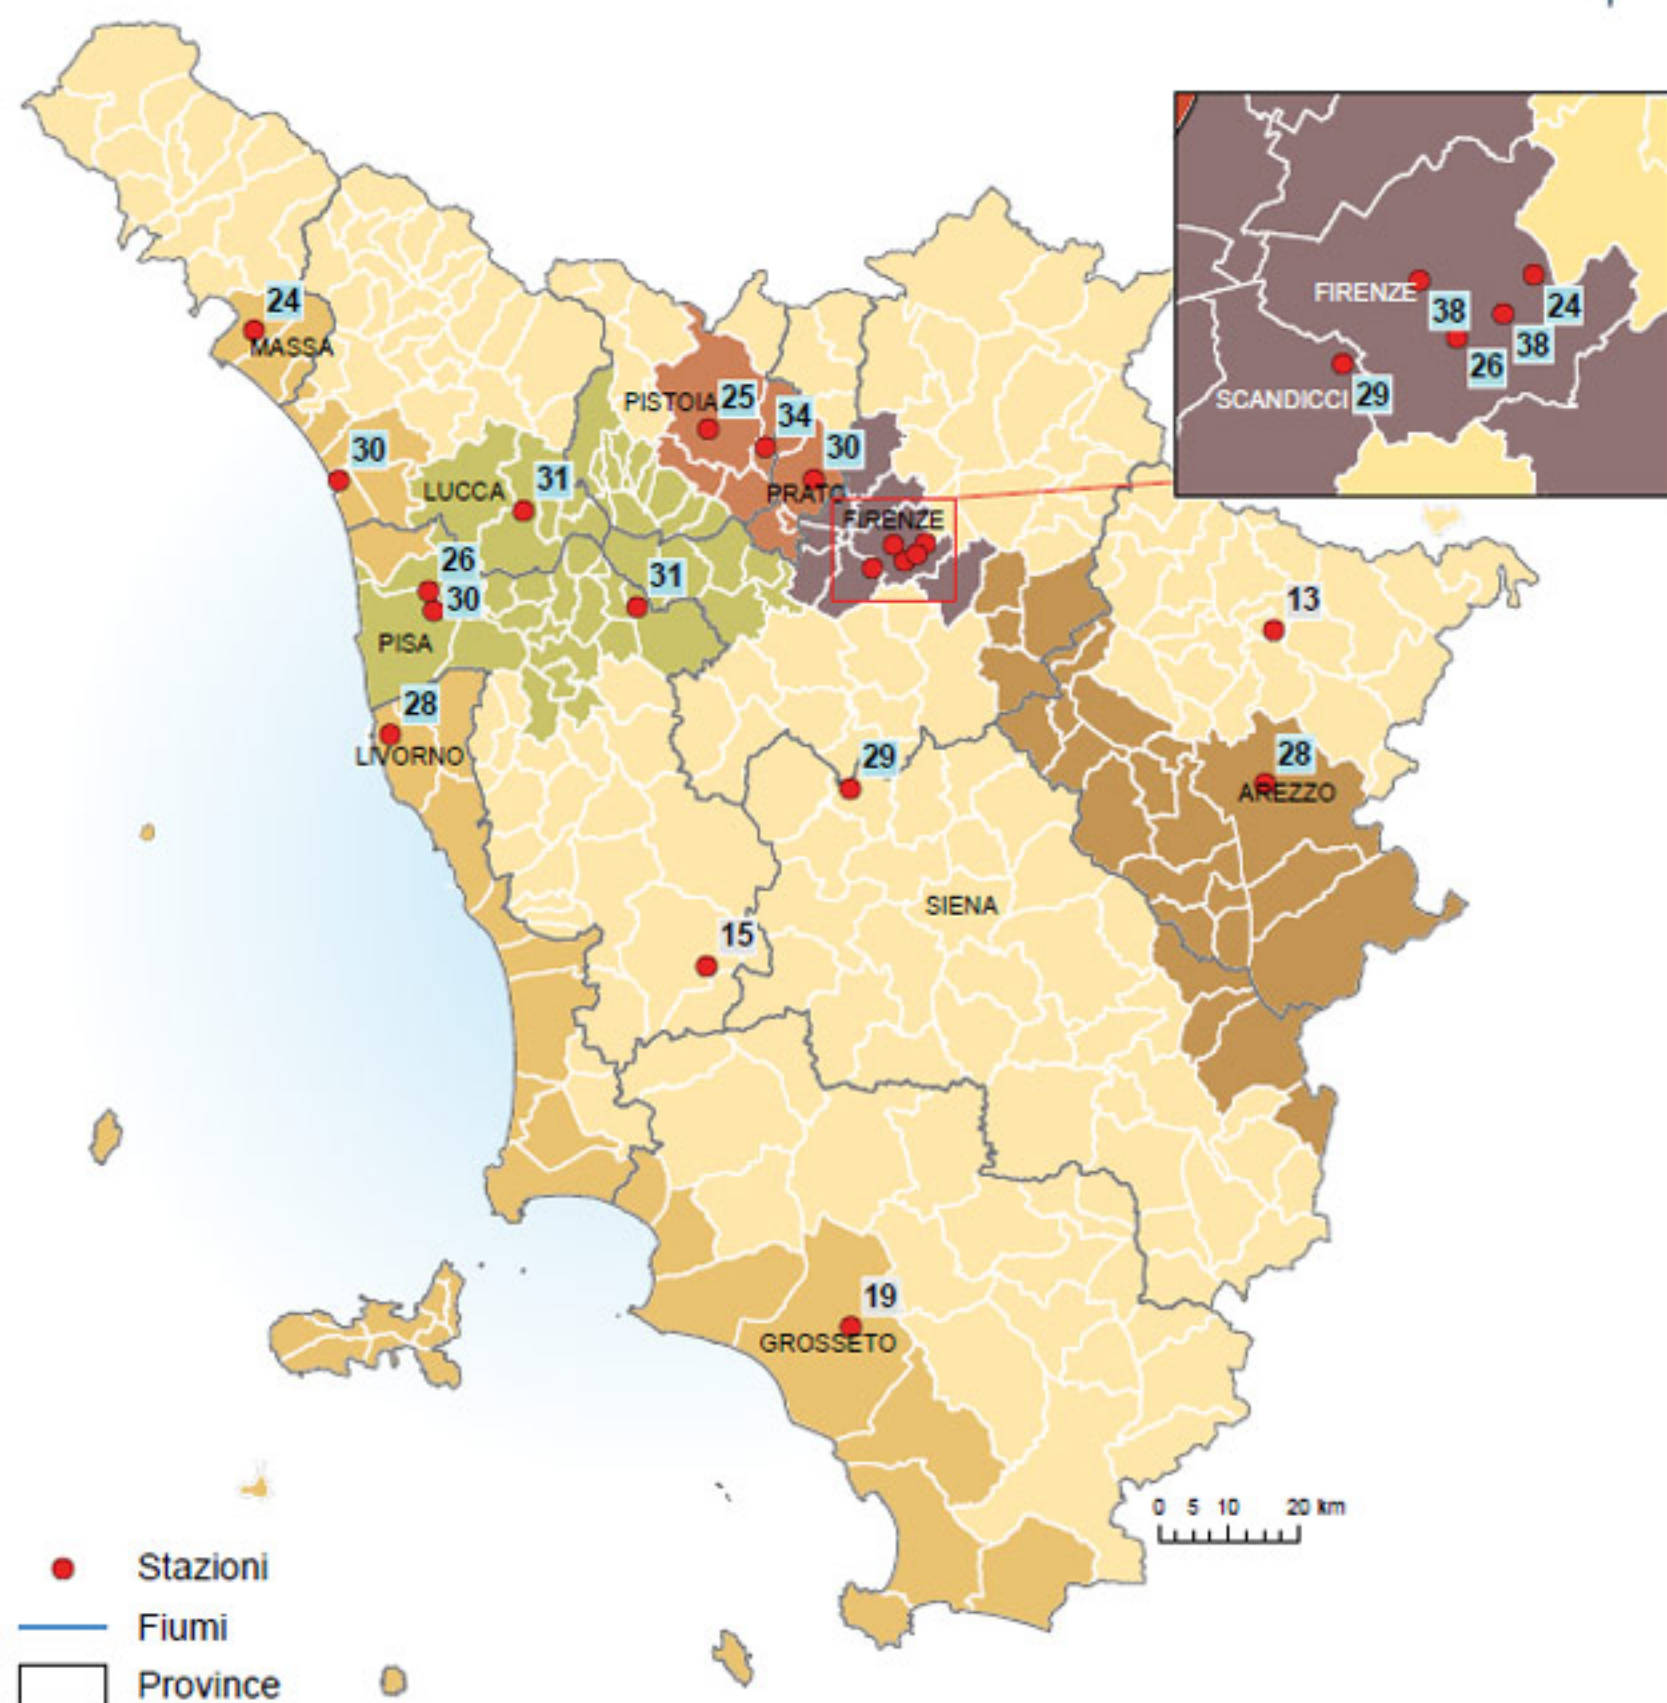 24
MASSA
30
PISTOIA 25
34
30
PRATO
LUCCA 31
FIRENZE
26
30
31
PISA
28
LIVORNO
29
13
28
AREZZO
SIENA
15
19
GROSSETO
FIRENZE
38
24
38
26
SCANDICCI 29
0 5 10 20 km
Stazioni
Fiumi
Province